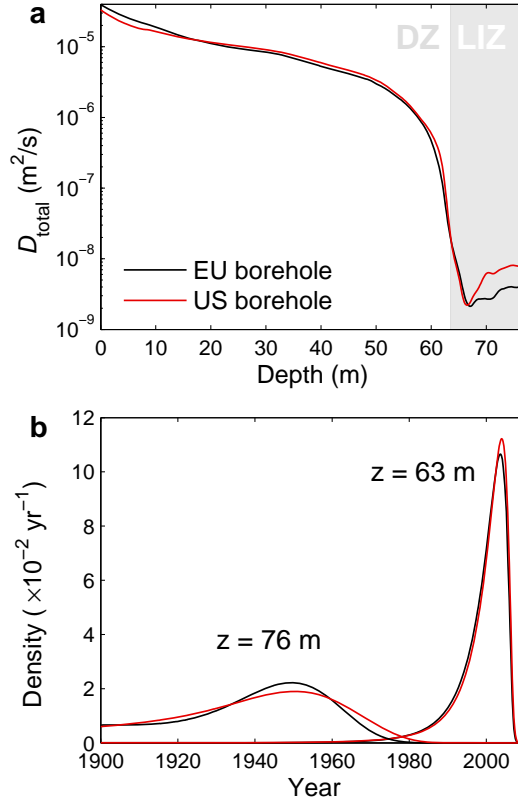 a
DZ LIZ
10⁻⁵
10⁻⁶
10⁻⁷
10⁻⁸
10⁻⁹
D_total (m²/s)
EU borehole
US borehole
0 10 20 30 40 50 60 70
Depth (m)
b
12
10
8
6
4
2
0
Density ( ×10⁻² yr⁻¹)
z = 63 m
z = 76 m
1900 1920 1940 1960 1980 2000
Year